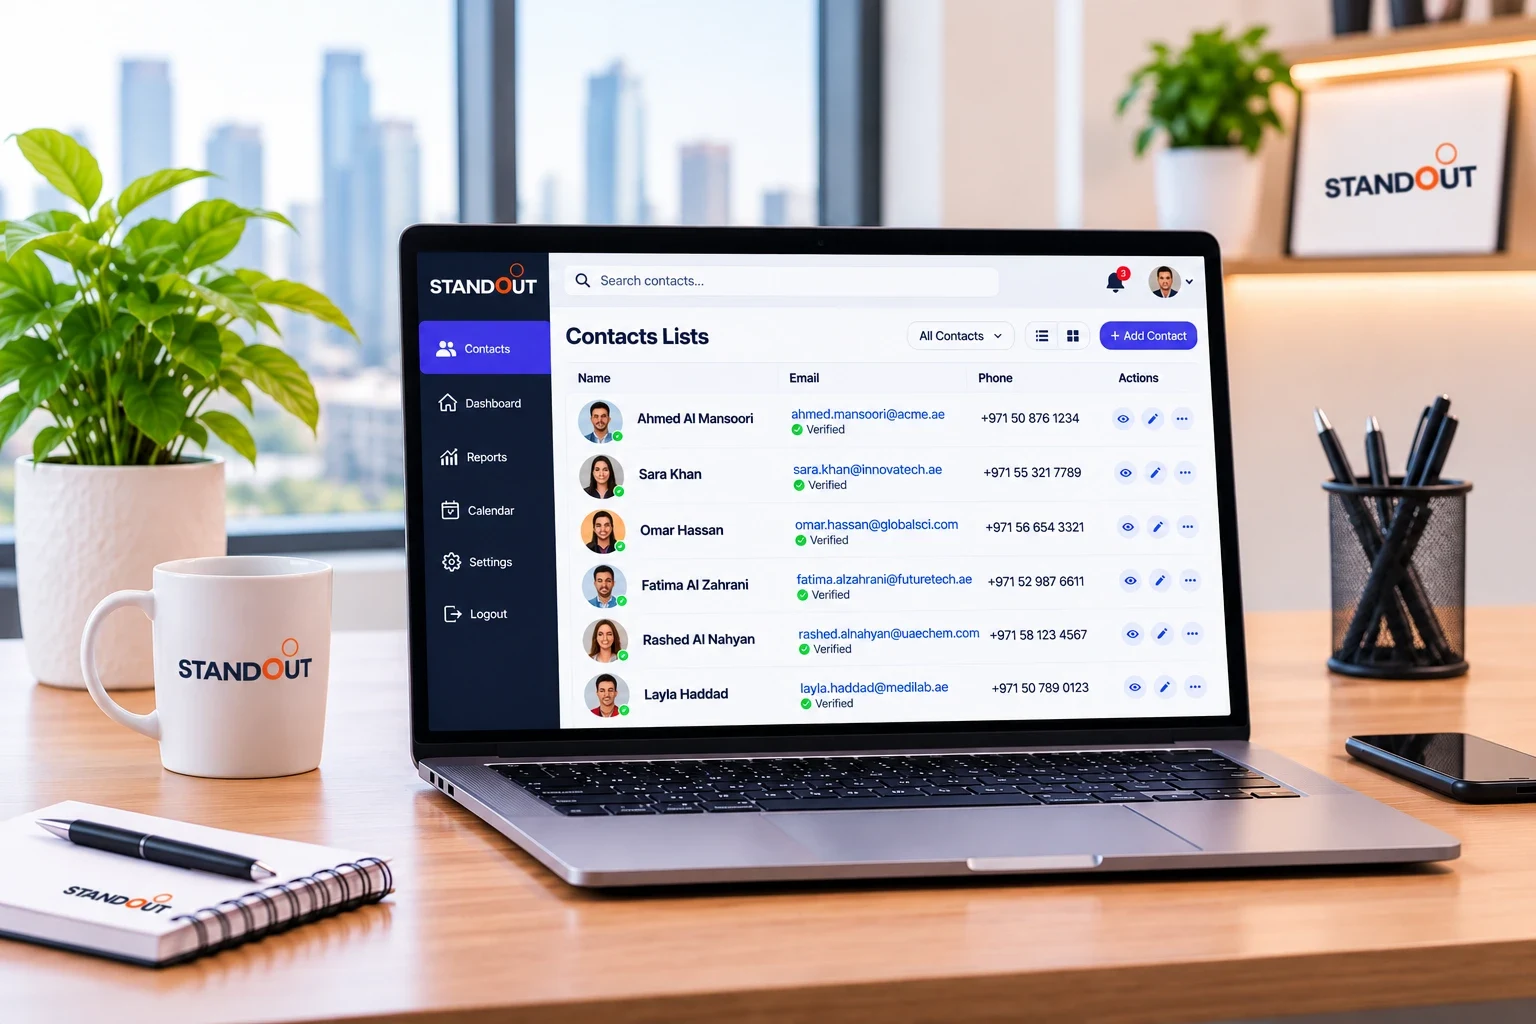 STANDOUT
Search contacts...
3
Contacts
Dashboard
Reports
Calendar
Settings
Logout
Contacts Lists
All Contacts
+ Add Contact
Name Email Phone Actions
Ahmed Al Mansoori ahmed.mansoori@acme.ae +971 50 876 1234
Verified
Sara Khan sara.khan@innovatech.ae +971 55 321 7789
Verified
Omar Hassan omar.hassan@globalsci.com +971 56 654 3321
Verified
Fatima Al Zahrani fatima.alzahrani@futuretech.ae +971 52 987 6611
Verified
Rashed Al Nahyan rashed.alnahyan@uaechem.com +971 58 123 4567
Verified
Layla Haddad layla.haddad@medilab.ae +971 50 789 0123
Verified
STANDOUT
STANDOUT
STANDOUT